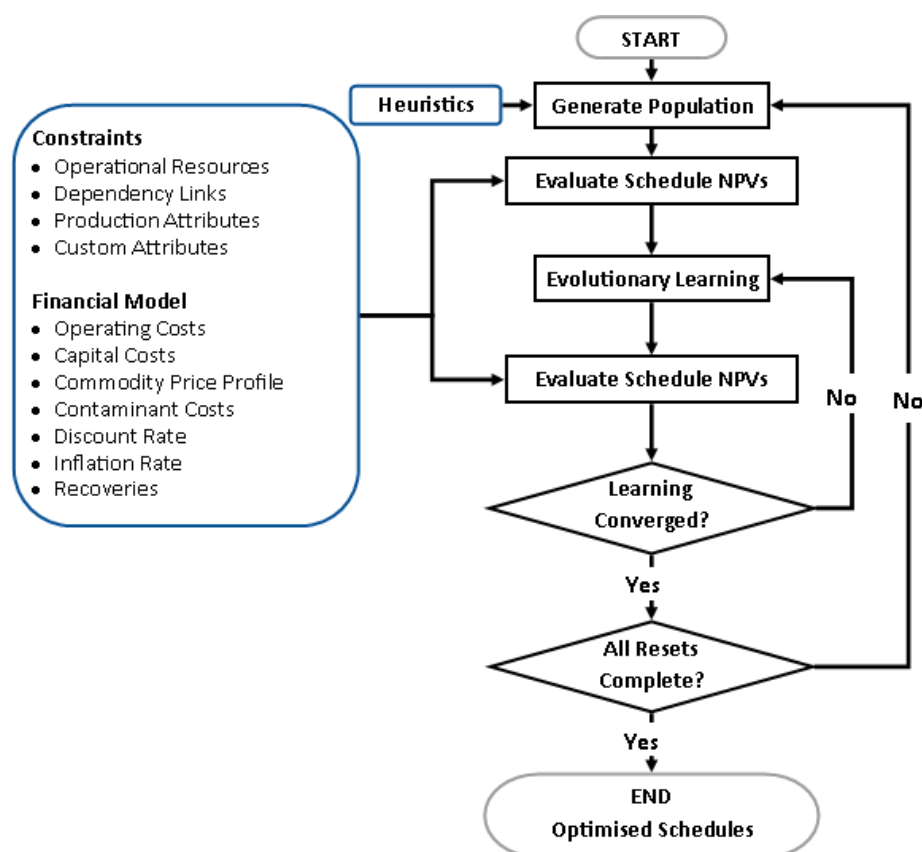 START
Heuristics
Generate Population
Constraints
• Operational Resources
• Dependency Links
• Production Attributes
• Custom Attributes
Financial Model
• Operating Costs
• Capital Costs
• Commodity Price Profile
• Contaminant Costs
• Discount Rate
• Inflation Rate
• Recoveries
Evaluate Schedule NPVs
Evolutionary Learning
Evaluate Schedule NPVs
No
No
Learning
Converged?
Yes
All Resets
Complete?
Yes
END
Optimised Schedules